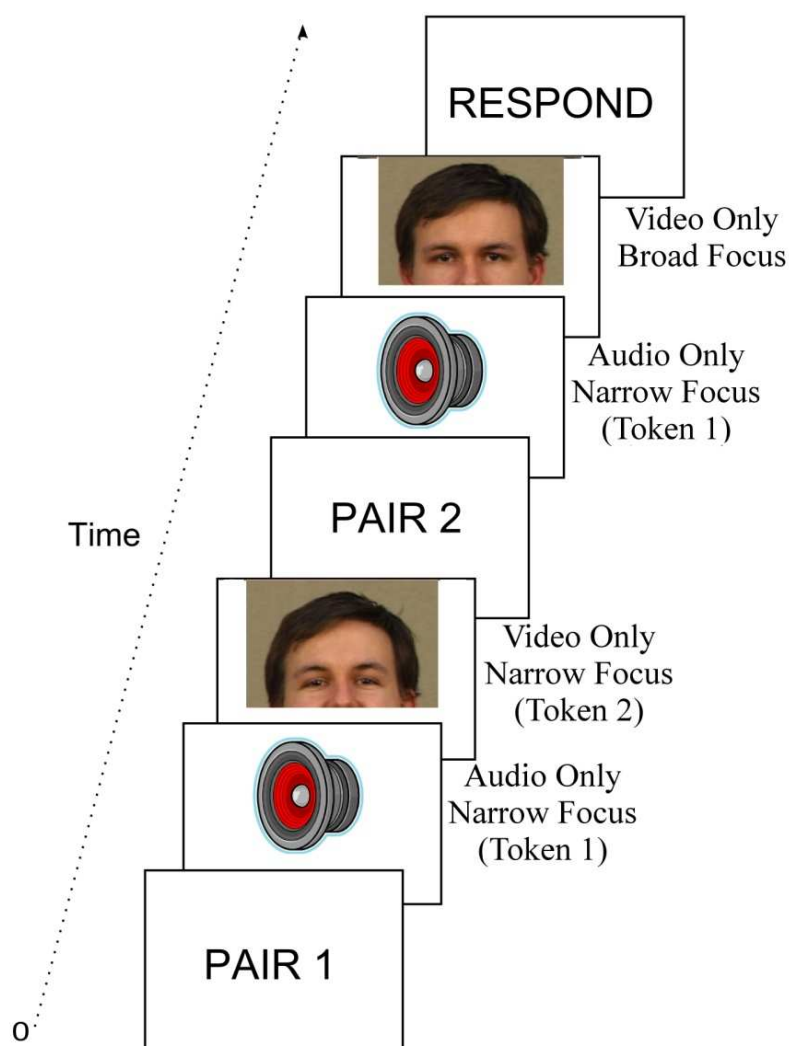 RESPOND
Video Only
Broad Focus
Audio Only
Narrow Focus
(Token 1)
PAIR 2
Time
Video Only
Narrow Focus
(Token 2)
Audio Only
Narrow Focus
(Token 1)
PAIR 1
0